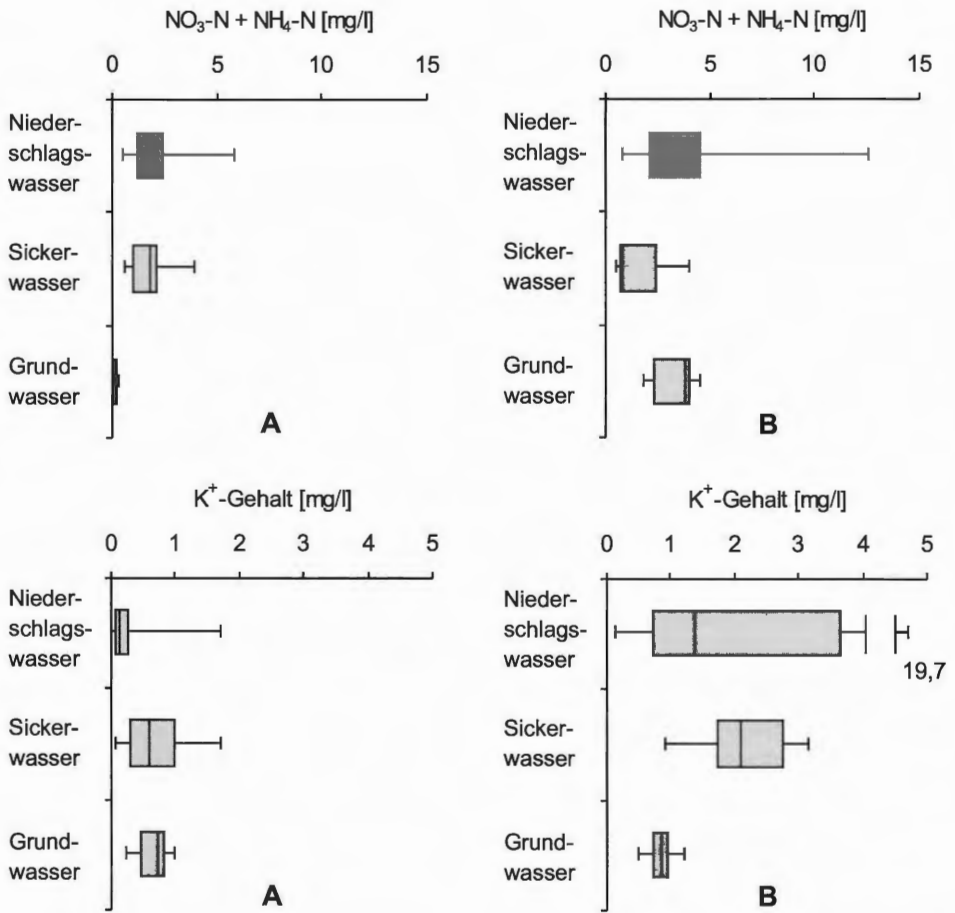 NO₃-N + NH₄-N [mg/l]
0 5 10 15
Nieder-
schlags-
wasser
Sicker-
wasser
Grund-
wasser
A
NO₃-N + NH₄-N [mg/l]
0 5 10 15
Nieder-
schlags-
wasser
Sicker-
wasser
Grund-
wasser
B
K⁺-Gehalt [mg/l]
0 1 2 3 4 5
Nieder-
schlags-
wasser
Sicker-
wasser
Grund-
wasser
A
K⁺-Gehalt [mg/l]
0 1 2 3 4 5
Nieder-
schlags-
wasser
19,7
Sicker-
wasser
Grund-
wasser
B